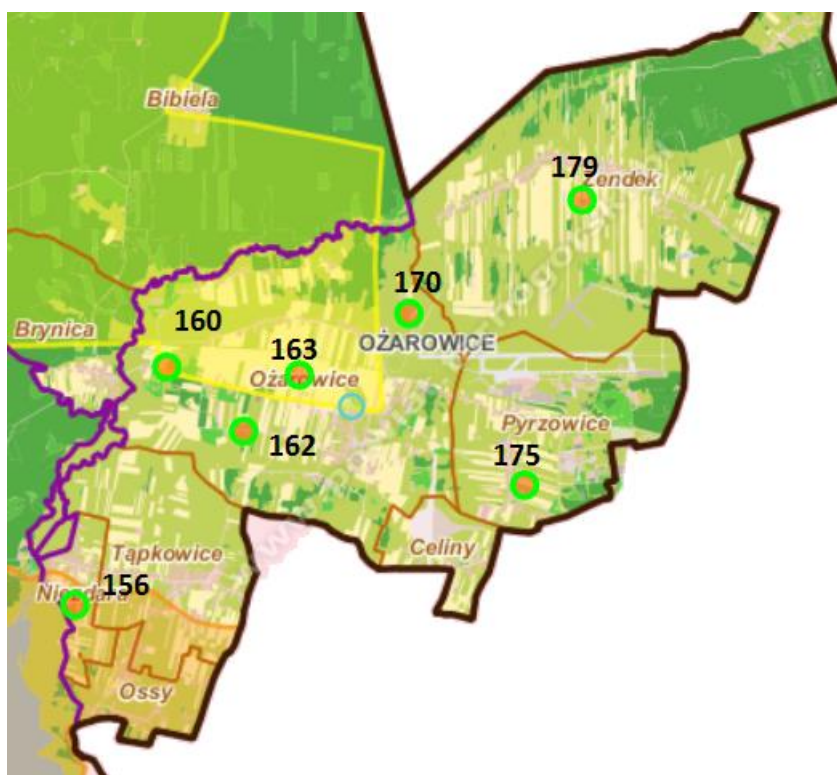 Bibiela
179
Zendek
170
Brynica
160
OŻAROWICE
163
Ożarowice
162
Pyrzowice
175
Tąpkowice
Celiny
156
Niezdara
Ossy